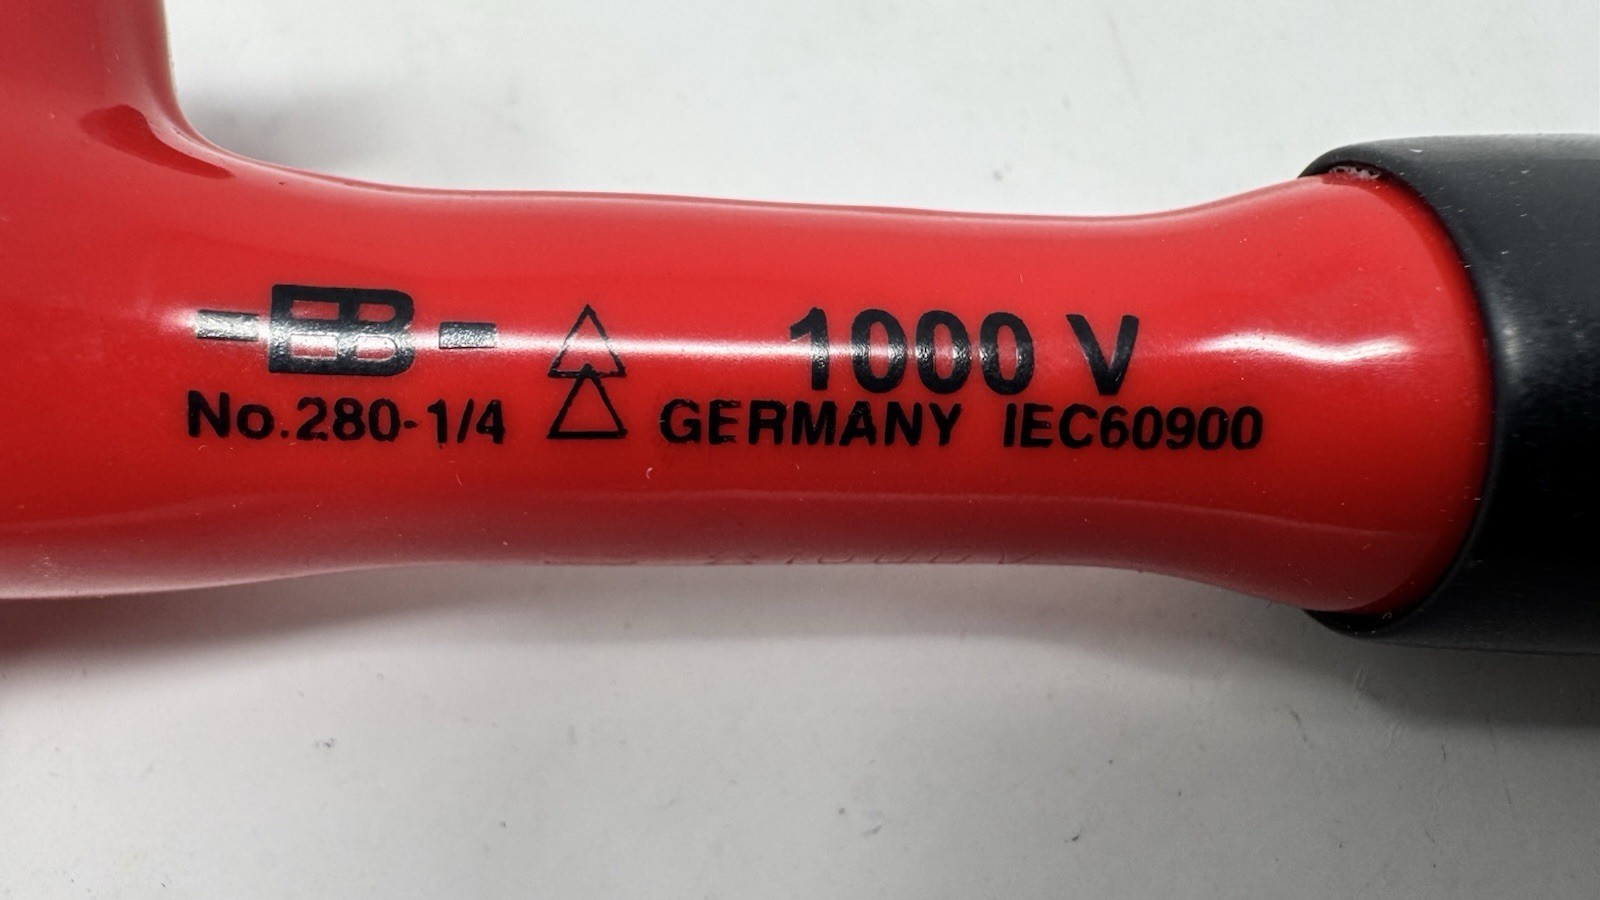 EB 1000 V
No.280-1/4 GERMANY IEC60900